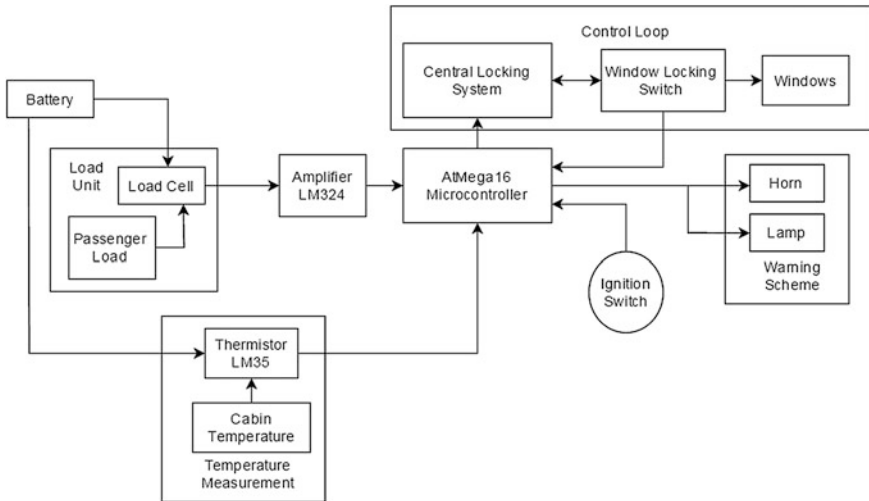 Control Loop
Central Locking
System
Window Locking
Switch
Windows
Battery
Load
Unit
Load Cell
Passenger
Load
Amplifier
LM324
AtMega16
Microcontroller
Horn
Lamp
Warning
Scheme
Ignition
Switch
Thermistor
LM35
Cabin
Temperature
Temperature
Measurement